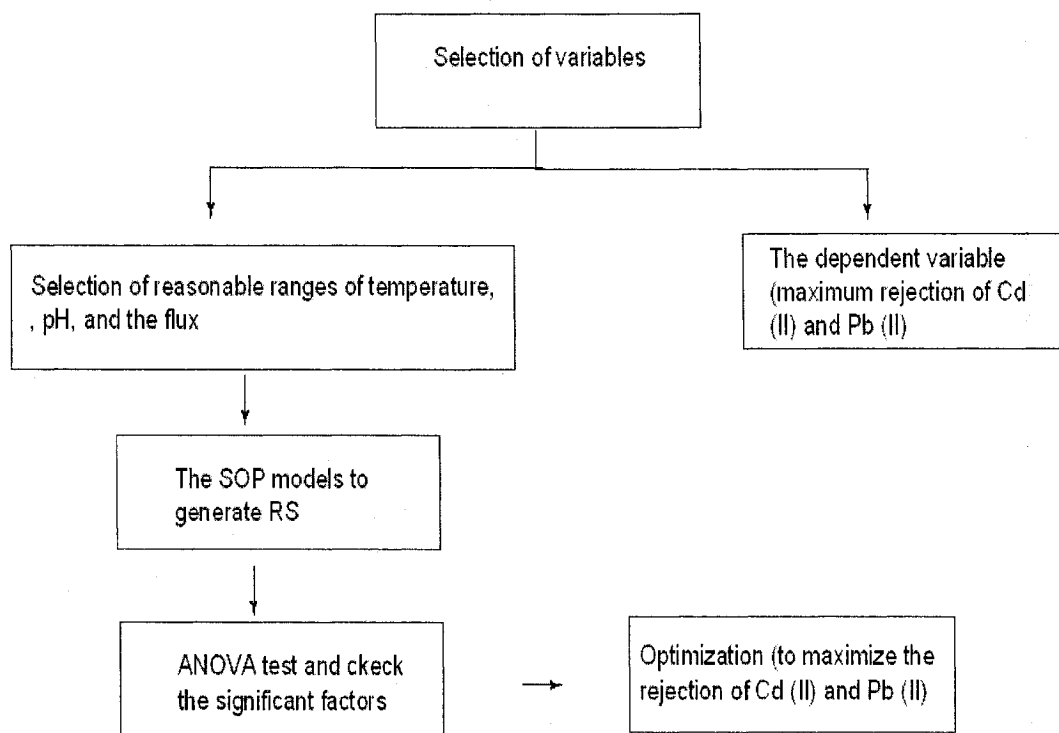 Selection of variables
Selection of reasonable ranges of temperature,
, pH, and the flux
The dependent variable
(maximum rejection of Cd
(II) and Pb (II)
The SOP models to
generate RS
ANOVA test and ckeck
the significant factors
Optimization (to maximize the
rejection of Cd (II) and Pb (II)